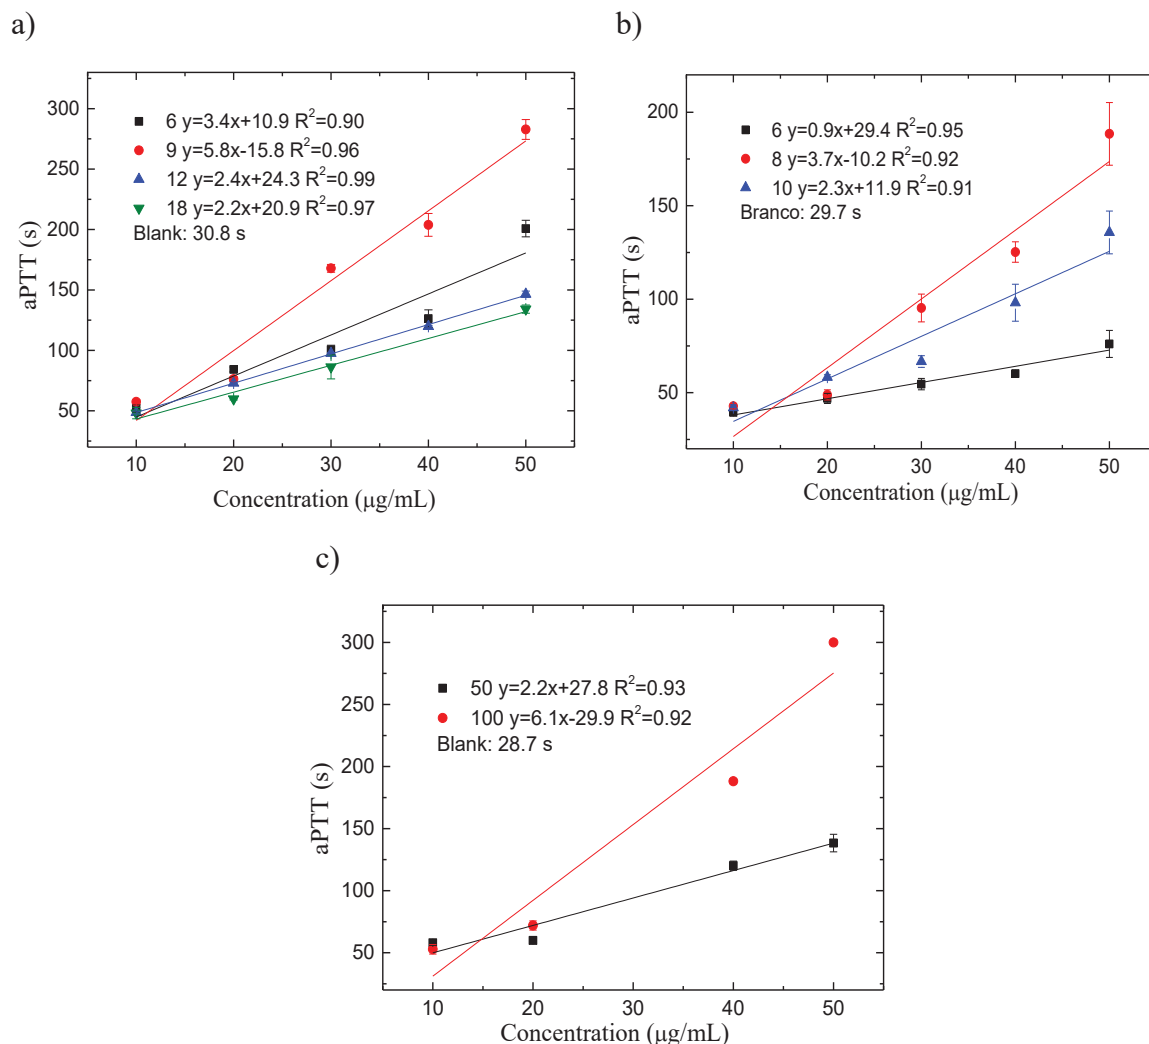 a)
300
250
200
150
100
50
aPTT (s)
6 y=3.4x+10.9 R²=0.90
9 y=5.8x-15.8 R²=0.96
12 y=2.4x+24.3 R²=0.99
18 y=2.2x+20.9 R²=0.97
Blank: 30.8 s
10 20 30 40 50
Concentration (μg/mL)
b)
200
150
100
50
aPTT (s)
6 y=0.9x+29.4 R²=0.95
8 y=3.7x-10.2 R²=0.92
10 y=2.3x+11.9 R²=0.91
Branco: 29.7 s
10 20 30 40 50
Concentration (μg/mL)
c)
300
250
200
150
100
50
aPTT (s)
50 y=2.2x+27.8 R²=0.93
100 y=6.1x-29.9 R²=0.92
Blank: 28.7 s
10 20 30 40 50
Concentration (μg/mL)